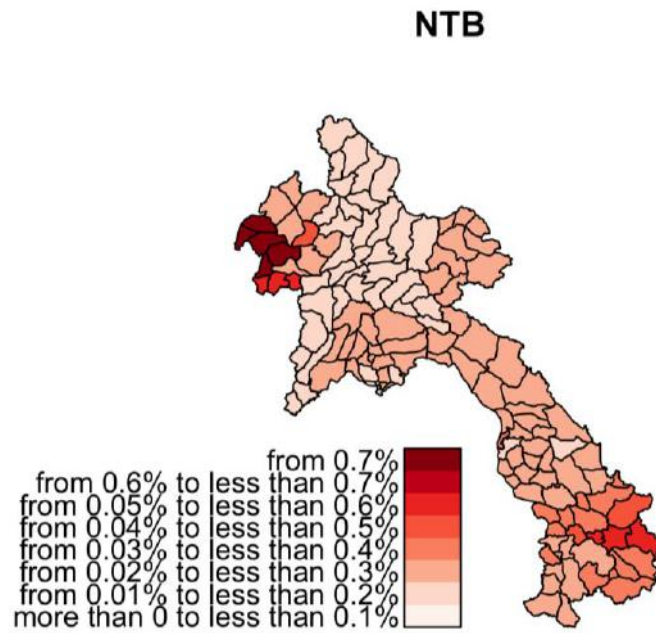 NTB
from 0.7%
from 0.6% to less than 0.7%
from 0.05% to less than 0.6%
from 0.04% to less than 0.5%
from 0.03% to less than 0.4%
from 0.02% to less than 0.3%
from 0.01% to less than 0.2%
more than 0 to less than 0.1%